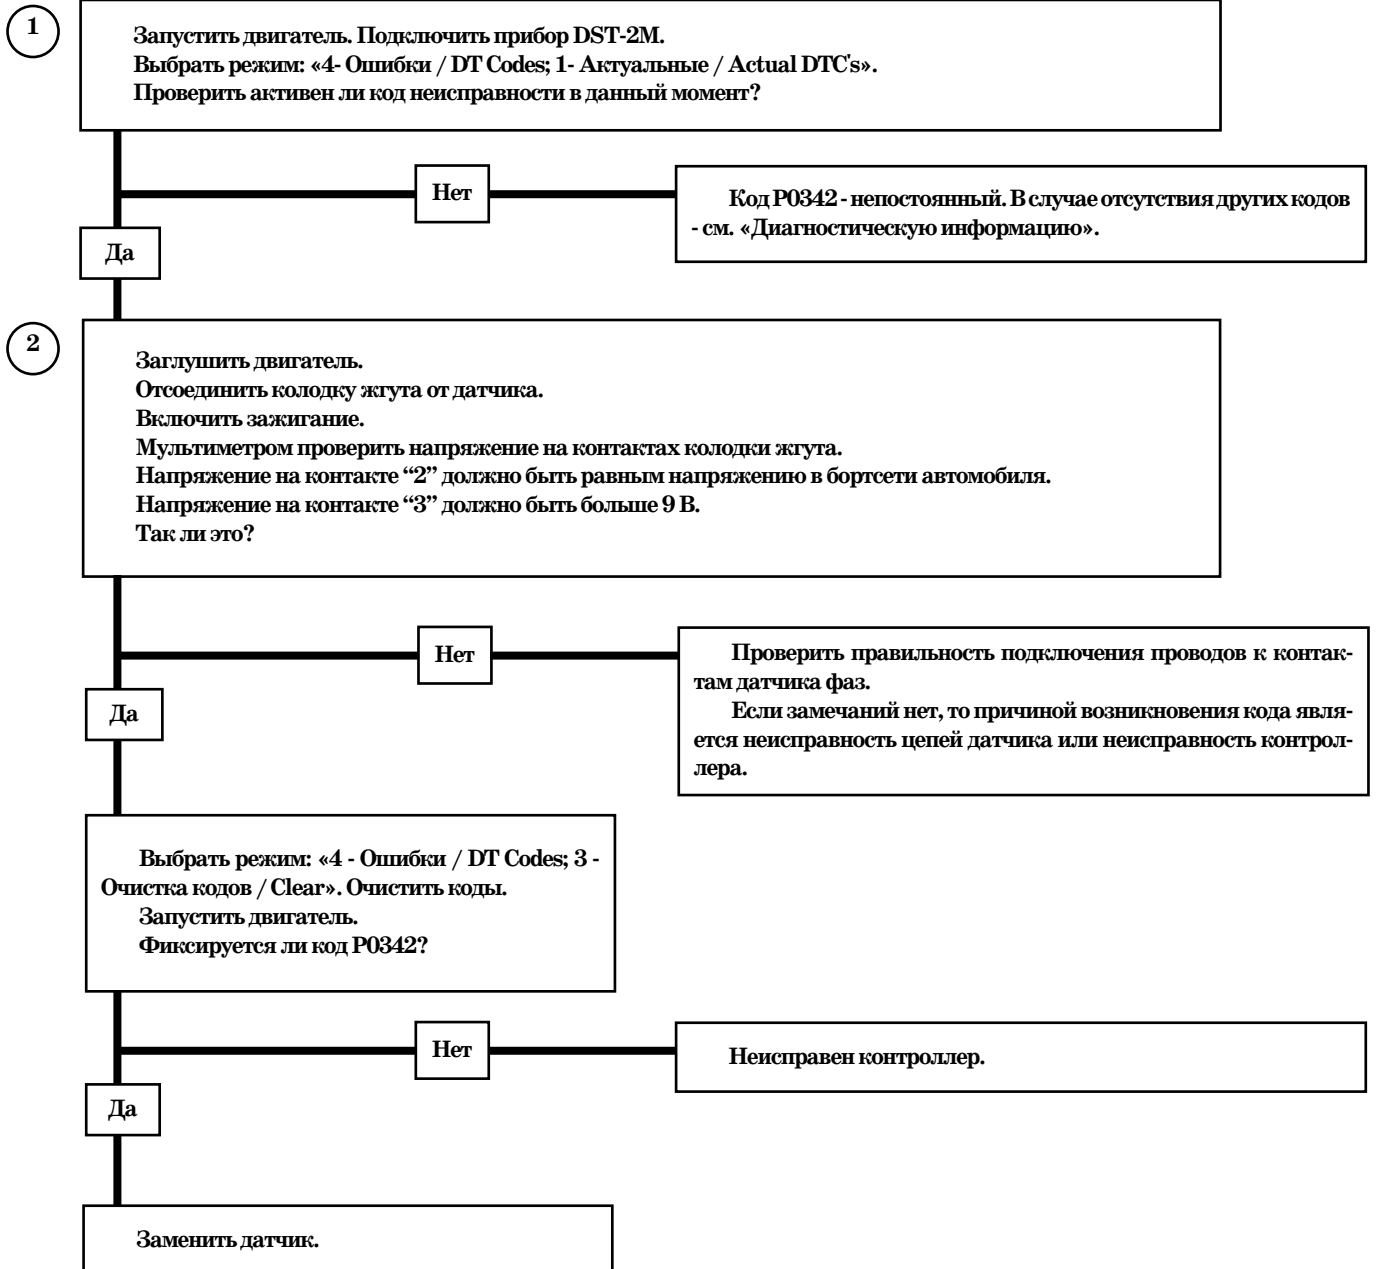 1
Запустить двигатель. Подключить прибор DST-2M.
Выбрать режим: «4- Ошибки / DT Codes; 1- Актуальные / Actual DTC's».
Проверить активен ли код неисправности в данный момент?
Нет
Код P0342 - непостоянный. В случае отсутствия других кодов
- см. «Диагностическую информацию».
Да
2
Заглушить двигатель.
Отсоединить колодку жгута от датчика.
Включить зажигание.
Мультиметром проверить напряжение на контактах колодки жгута.
Напряжение на контакте “2” должно быть равным напряжению в бортсети автомобиля.
Напряжение на контакте “3” должно быть больше 9 В.
Так ли это?
Нет
Проверить правильность подключения проводов к контак-
там датчика фаз.
Если замечаний нет, то причиной возникновения кода явля-
ется неисправность цепей датчика или неисправность контрол-
лера.
Да
Выбрать режим: «4 - Ошибки / DT Codes; 3 -
Очистка кодов / Clear». Очистить коды.
Запустить двигатель.
Фиксируется ли код P0342?
Нет
Неисправен контроллер.
Да
Заменить датчик.